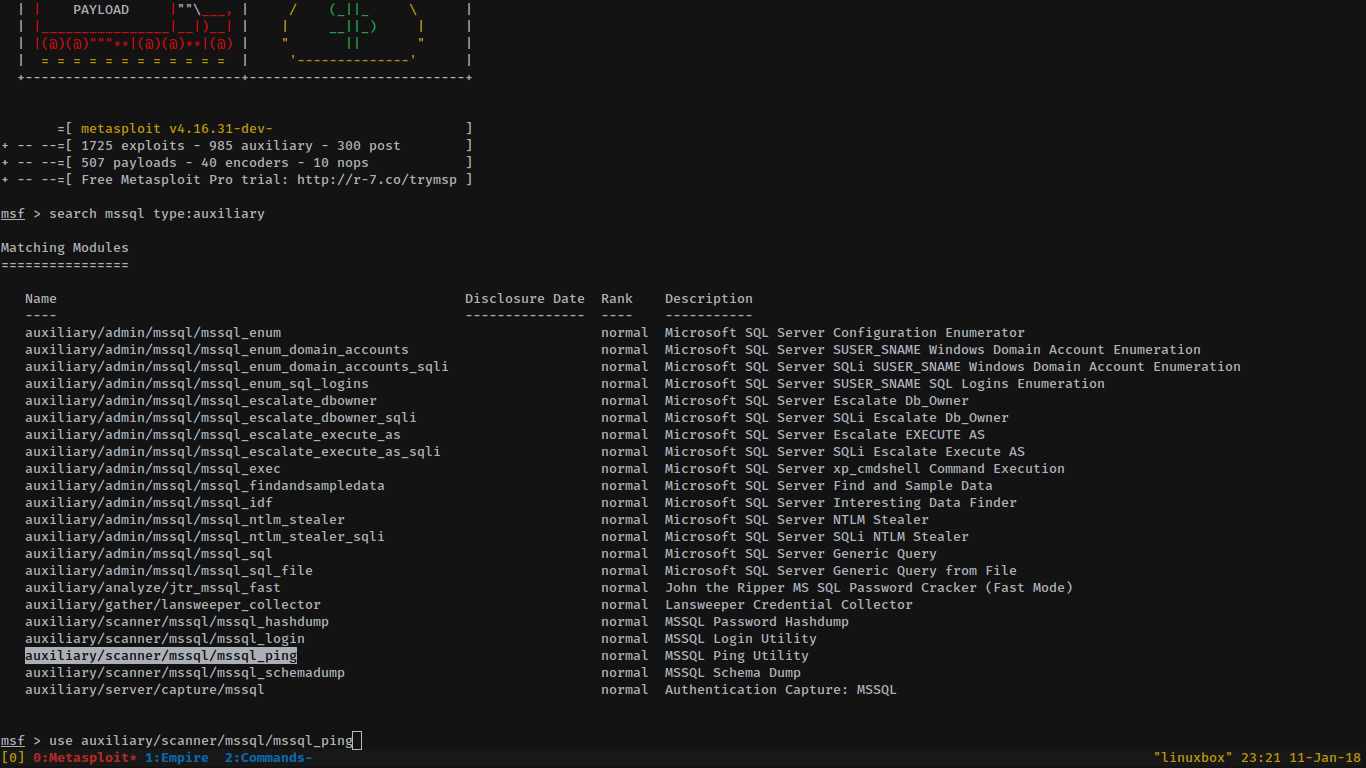 | |    PAYLOAD     |""\___, |     /    (_||_     \      |
  | |________________|__|)__| |    |     __||_)     |     |
  | |(@)(@)"""**|(@)(@)**|(@) |    "       ||       "     |
  |  = = = = = = = = = = = =  |     '--------------'      |
  +---------------------------+---------------------------+
       =[ metasploit v4.16.31-dev-                        ]
+ -- --=[ 1725 exploits - 985 auxiliary - 300 post        ]
+ -- --=[ 507 payloads - 40 encoders - 10 nops            ]
+ -- --=[ Free Metasploit Pro trial: http://r-7.co/trymsp ]
msf > search mssql type:auxiliary
Matching Modules
================
   Name                                                   Disclosure Date  Rank    Description
   ----                                                   ---------------  ----    -----------
   auxiliary/admin/mssql/mssql_enum                                        normal  Microsoft SQL Server Configuration Enumerator
   auxiliary/admin/mssql/mssql_enum_domain_accounts                        normal  Microsoft SQL Server SUSER_SNAME Windows Domain Account Enumeration
   auxiliary/admin/mssql/mssql_enum_domain_accounts_sqli                   normal  Microsoft SQL Server SQLi SUSER_SNAME Windows Domain Account Enumeration
   auxiliary/admin/mssql/mssql_enum_sql_logins                             normal  Microsoft SQL Server SUSER_SNAME SQL Logins Enumeration
   auxiliary/admin/mssql/mssql_escalate_dbowner                            normal  Microsoft SQL Server Escalate Db_Owner
   auxiliary/admin/mssql/mssql_escalate_dbowner_sqli                       normal  Microsoft SQL Server SQLi Escalate Db_Owner
   auxiliary/admin/mssql/mssql_escalate_execute_as                         normal  Microsoft SQL Server Escalate EXECUTE AS
   auxiliary/admin/mssql/mssql_escalate_execute_as_sqli                    normal  Microsoft SQL Server SQLi Escalate Execute AS
   auxiliary/admin/mssql/mssql_exec                                        normal  Microsoft SQL Server xp_cmdshell Command Execution
   auxiliary/admin/mssql/mssql_findandsampledata                           normal  Microsoft SQL Server Find and Sample Data
   auxiliary/admin/mssql/mssql_idf                                         normal  Microsoft SQL Server Interesting Data Finder
   auxiliary/admin/mssql/mssql_ntlm_stealer                                normal  Microsoft SQL Server NTLM Stealer
   auxiliary/admin/mssql/mssql_ntlm_stealer_sqli                           normal  Microsoft SQL Server SQLi NTLM Stealer
   auxiliary/admin/mssql/mssql_sql                                         normal  Microsoft SQL Server Generic Query
   auxiliary/admin/mssql/mssql_sql_file                                    normal  Microsoft SQL Server Generic Query from File
   auxiliary/analyze/jtr_mssql_fast                                        normal  John the Ripper MS SQL Password Cracker (Fast Mode)
   auxiliary/gather/lansweeper_collector                                   normal  Lansweeper Credential Collector
   auxiliary/scanner/mssql/mssql_hashdump                                  normal  MSSQL Password Hashdump
   auxiliary/scanner/mssql/mssql_login                                     normal  MSSQL Login Utility
   auxiliary/scanner/mssql/mssql_ping                                      normal  MSSQL Ping Utility
   auxiliary/scanner/mssql/mssql_schemadump                                normal  MSSQL Schema Dump
   auxiliary/server/capture/mssql                                          normal  Authentication Capture: MSSQL
msf > use auxiliary/scanner/mssql/mssql_ping
[0] 0:Metasploit* 1:Empire  2:Commands-    "linuxbox" 23:21 11-Jan-18